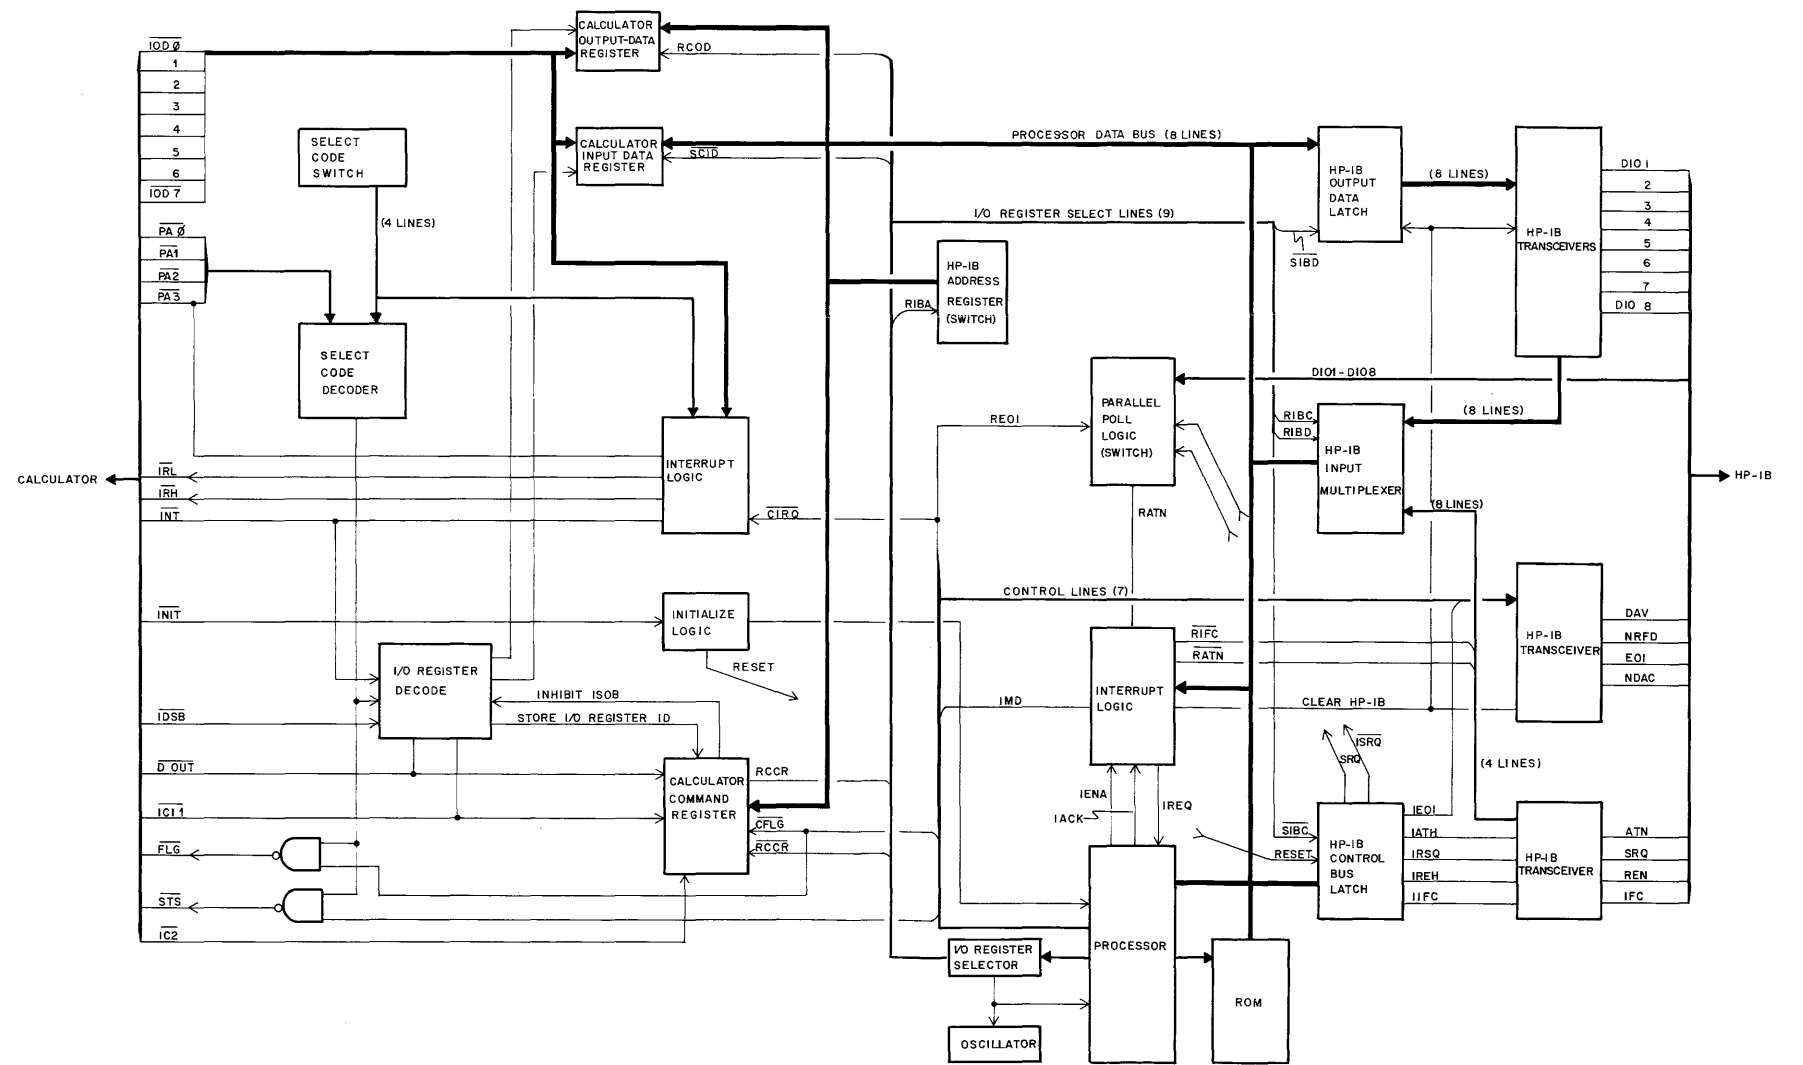 CALCULATOR
OUTPUT-DATA
REGISTER
RCOD
IOD0
1
2
3
4
5
6
IOD7
SELECT
CODE
SWITCH
(4 LINES)
CALCULATOR
INPUT DATA
REGISTER
SCID
PROCESSOR DATA BUS (8 LINES)
I/O REGISTER SELECT LINES (9)
HP-IB
OUTPUT
DATA
LATCH
SIBD
(8 LINES)
HP-IB
TRANSCEIVERS
DIO 1
2
3
4
5
6
7
DIO 8
PA0
PA1
PA2
PA3
SELECT
CODE
DECODER
HP-IB
ADDRESS
REGISTER
(SWITCH)
RIBA
PARALLEL
POLL
LOGIC
(SWITCH)
DIO1-DIO8
REOI
RATN
RIBC
RIBD
HP-IB
INPUT
MULTIPLEXER
(8 LINES)
(8 LINES)
CALCULATOR
IRL
IRH
INT
INTERRUPT
LOGIC
CIRQ
HP-IB
INIT
INITIALIZE
LOGIC
RESET
CONTROL LINES (7)
RIFC
RATN
IMD
INTERRUPT
LOGIC
CLEAR HP-IB
HP-IB
TRANSCEIVER
DAV
NRFD
EOI
NDAC
I/O REGISTER
DECODE
INHIBIT ISOB
STORE I/O REGISTER ID
IDSB
D OUT
ICI 1
FLG
STS
IC2
CALCULATOR
COMMAND
REGISTER
RCCR
CFLG
RCCR
IENA
IACK
IREQ
SRQ
ISRQ
(4 LINES)
SIBC
RESET
HP-IB
CONTROL
BUS
LATCH
IEOI
IATH
IRSQ
IREH
IIFC
HP-IB
TRANSCEIVER
ATN
SRQ
REN
IFC
I/O REGISTER
SELECTOR
OSCILLATOR
PROCESSOR
ROM